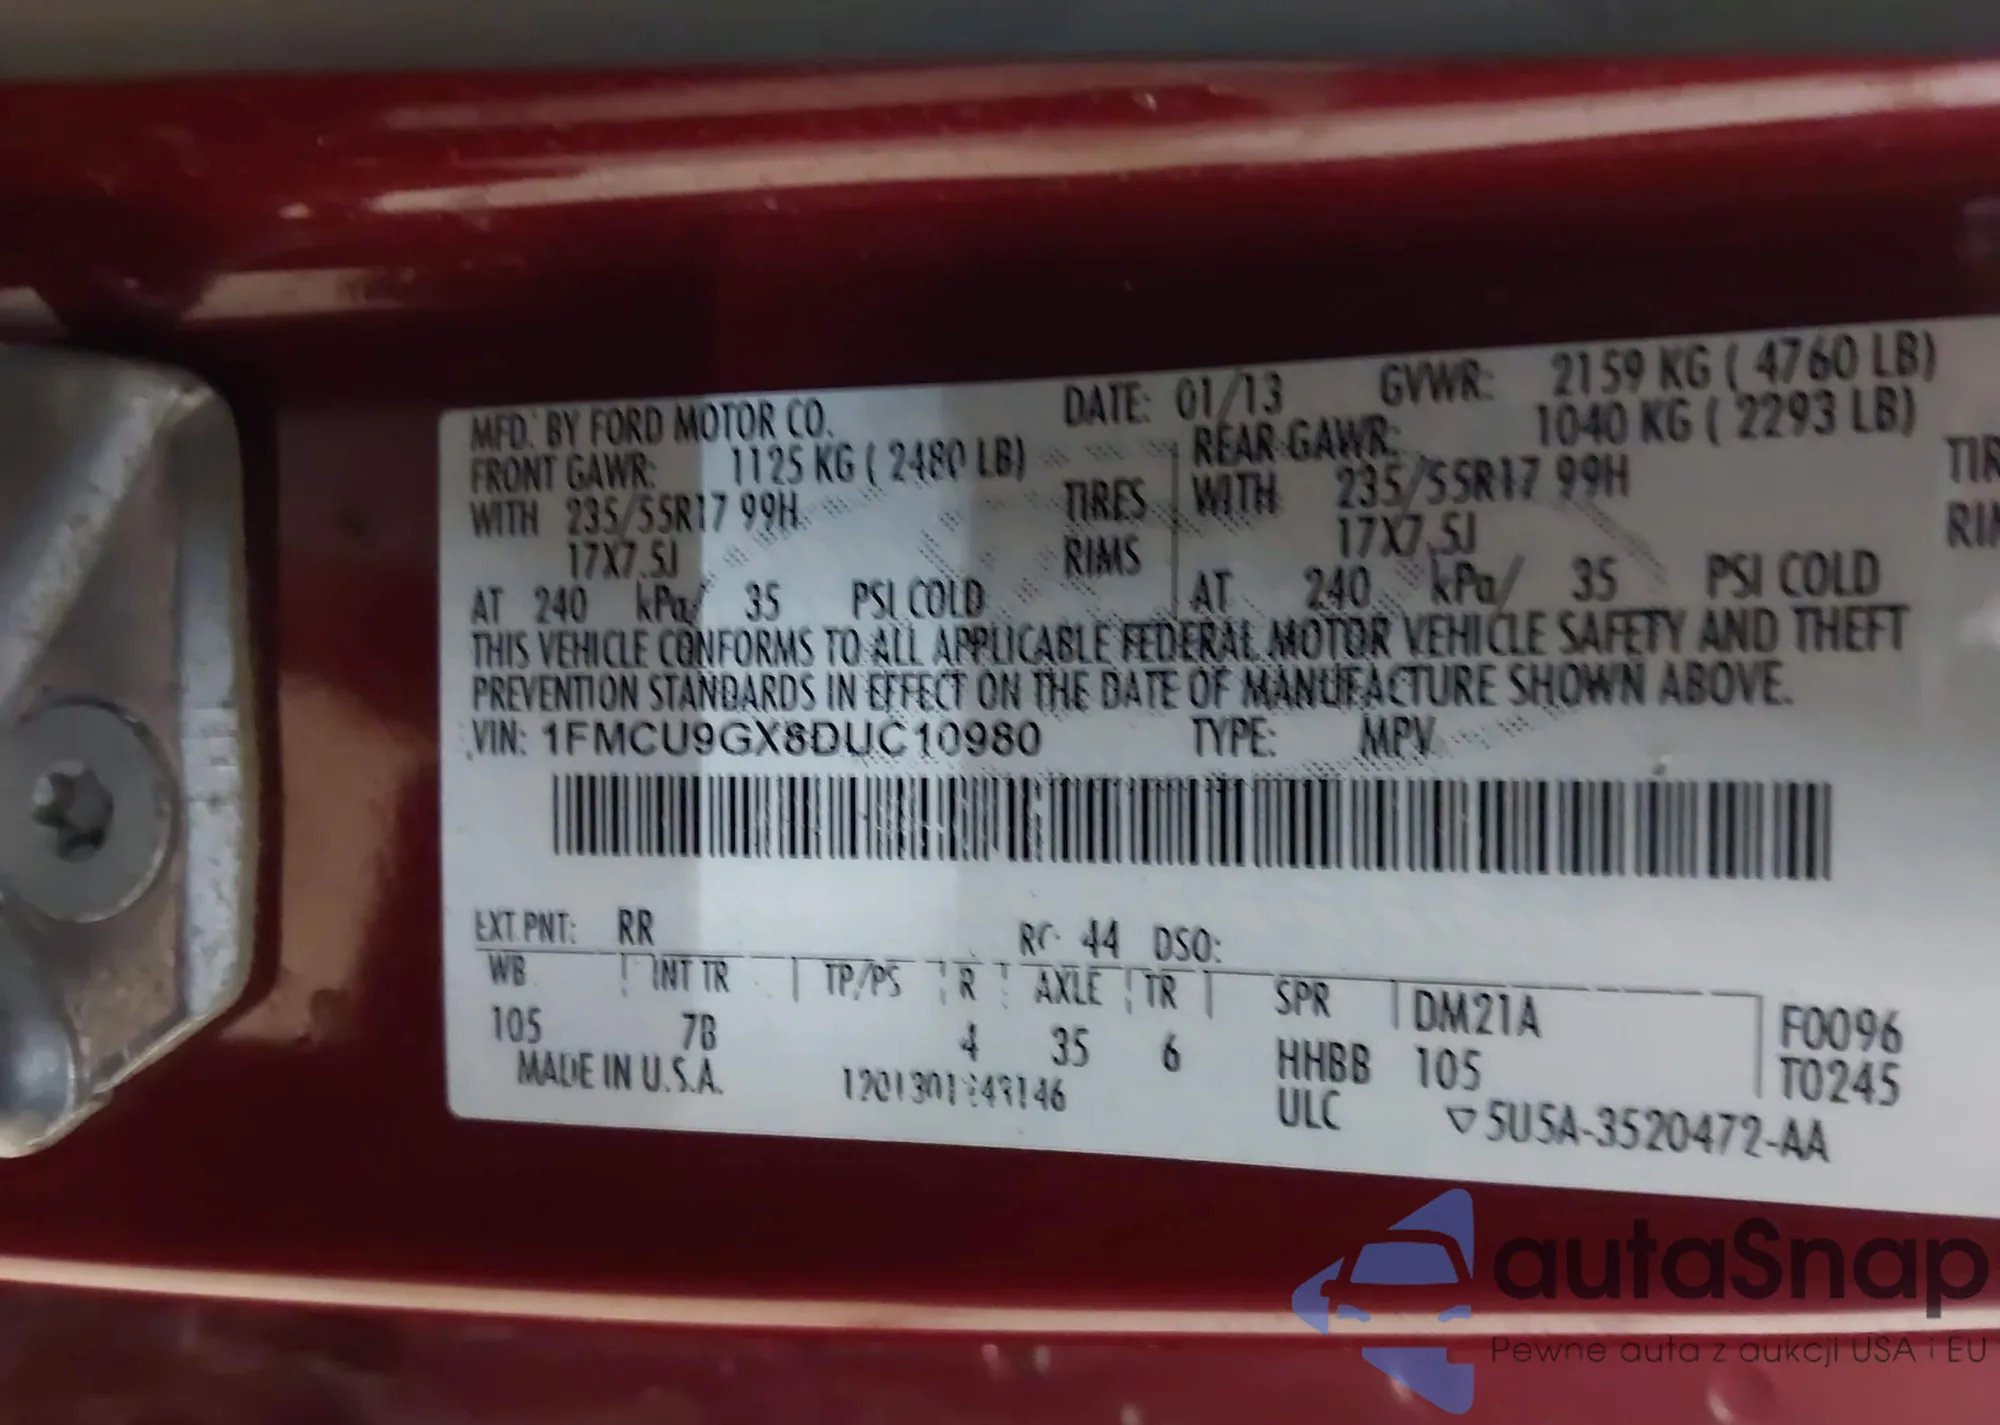 MFD. BY FORD MOTOR CO. DATE: 01/13 GVWR: 2159 KG ( 4760 LB)
FRONT GAWR: 1125 KG ( 2480 LB) REAR GAWR: 1040 KG ( 2293 LB)
WITH 235/55R17 99H TIRES WITH 235/55R17 99H TIR
17X7.5J RIMS 17X7.5J
AT 240 kPa/ 35 PSI COLD AT 240 kPa/ 35 PSI COLD
THIS VEHICLE CONFORMS TO ALL APPLICABLE FEDERAL MOTOR VEHICLE SAFETY AND THEFT
PREVENTION STANDARDS IN EFFECT ON THE DATE OF MANUFACTURE SHOWN ABOVE.
VIN: 1FMCU9GX8DUC10980 TYPE: MPV
EXT PNT: RR 44 DSO:
WB INT TR TP/PS R AXLE TR SPR DM21A F0096
105 7B 4 35 6 HHBB 105 T0245
MADE IN U.S.A. ULC 5U5A-3520472-AA
autaSnap
Pewne auta z aukcji USA i EU